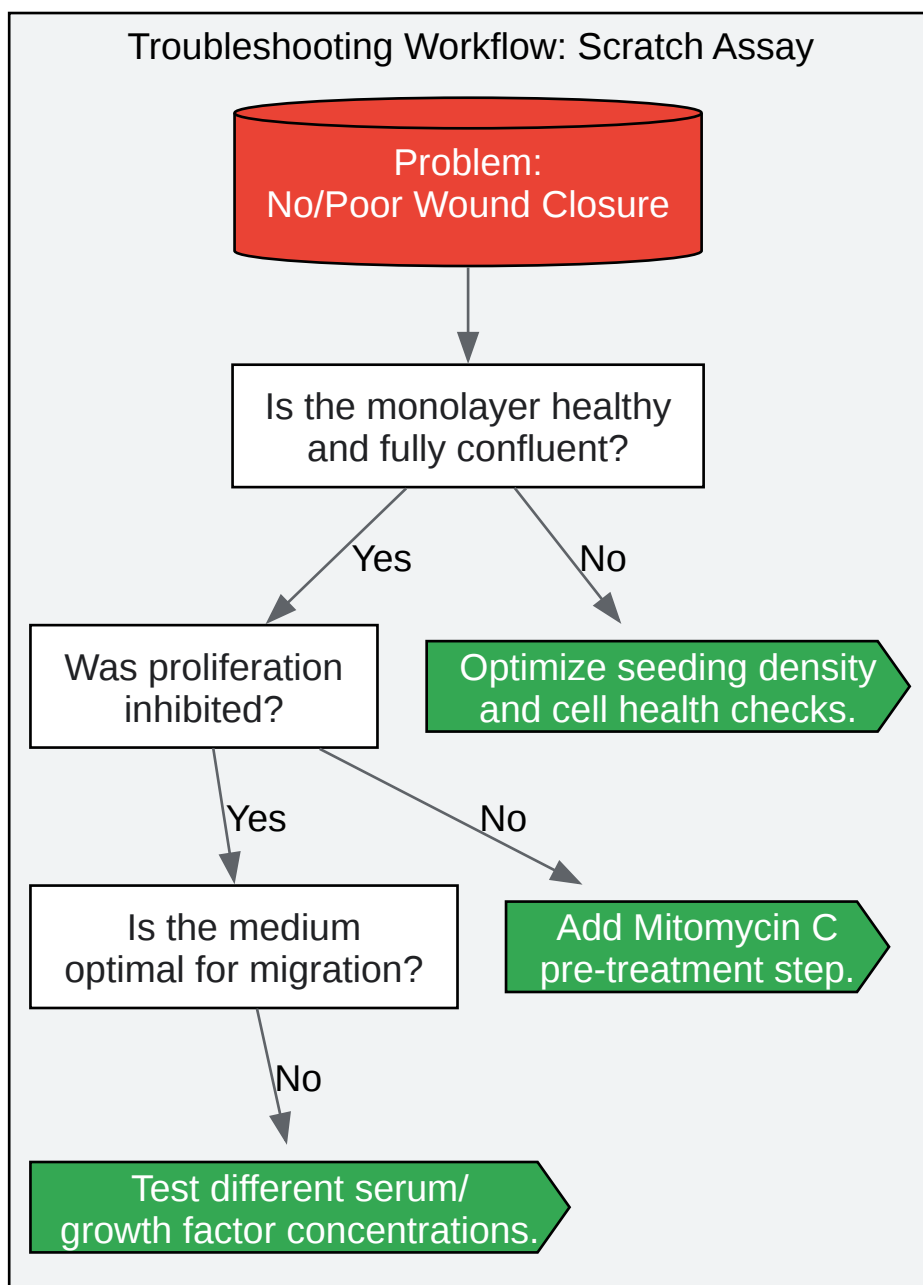 Troubleshooting Workflow: Scratch Assay
Problem:
No/Poor Wound Closure
Is the monolayer healthy
and fully confluent?
Yes
No
Was proliferation
inhibited?
Optimize seeding density
and cell health checks.
Yes
No
Is the medium
optimal for migration?
Add Mitomycin C
pre-treatment step.
No
Test different serum/
growth factor concentrations.